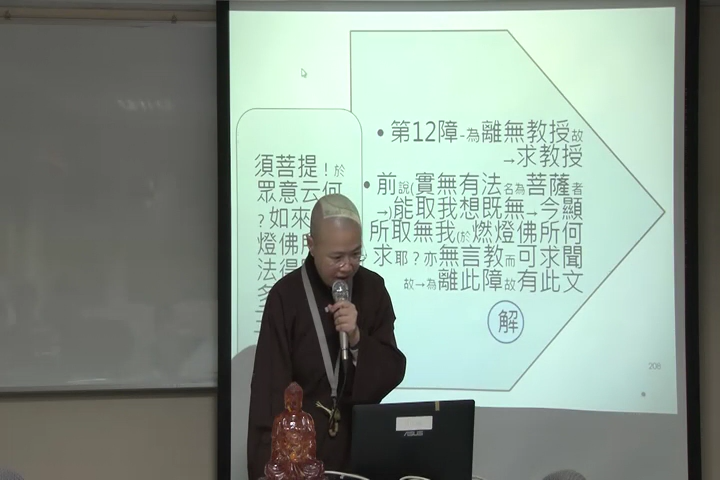 須菩提！於
眾意云何
？如來
燈佛所
法得
• 第12障-為離無教授故
→求教授
• 前說(實無有法名為菩薩者
→)能取我想既無→今顯
所取無我(於燃燈佛所何
求耶？亦無言教而可求聞
故→為離此障故有此文
解
208
ASUS